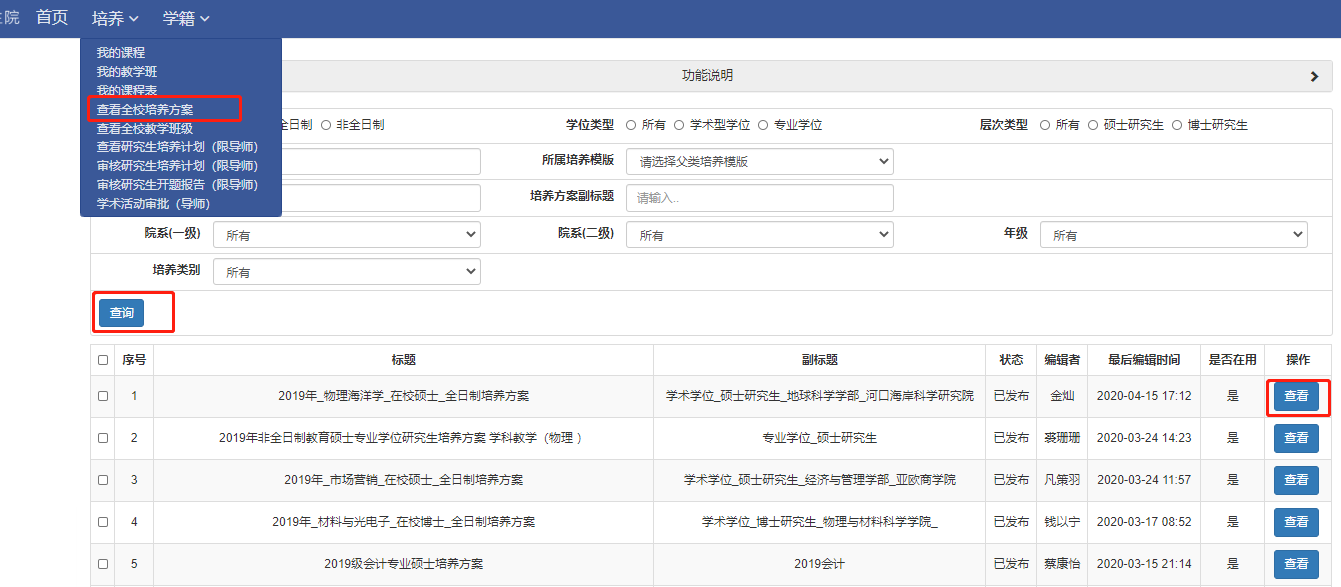 院 首页 培养 学籍
我的课程
我的教学班
我的课程表
查看全校培养方案
查看全校教学班级
查看研究生培养计划（限导师）
审核研究生培养计划（限导师）
审核研究生开题报告（限导师）
学术活动审批（导师）
功能说明
全日制 非全日制 学位类型 所有 学术型学位 专业学位 层次类型 所有 硕士研究生 博士研究生
所属培养模版 请选择父类培养模版
培养方案副标题 请输入..
院系(一级) 所有 院系(二级) 所有 年级 所有
培养类别 所有
查询
序号 标题 副标题 状态 编辑者 最后编辑时间 是否在用 操作
1 2019年_物理海洋学_在校硕士_全日制培养方案 学术学位_硕士研究生_地球科学学部_河口海岸科学研究院 已发布 金灿 2020-04-15 17:12 是 查看
2 2019年非全日制教育硕士专业学位研究生培养方案 学科教学（物理 ） 专业学位_硕士研究生 已发布 裘珊珊 2020-03-24 14:23 是 查看
3 2019年_市场营销_在校硕士_全日制培养方案 学术学位_硕士研究生_经济与管理学部_亚欧商学院 已发布 凡策羽 2020-03-24 11:57 是 查看
4 2019年_材料与光电子_在校博士_全日制培养方案 学术学位_博士研究生_物理与材料科学学院_ 已发布 钱以宁 2020-03-17 08:52 是 查看
5 2019级会计专业硕士培养方案 2019会计 已发布 蔡康怡 2020-03-15 21:14 是 查看